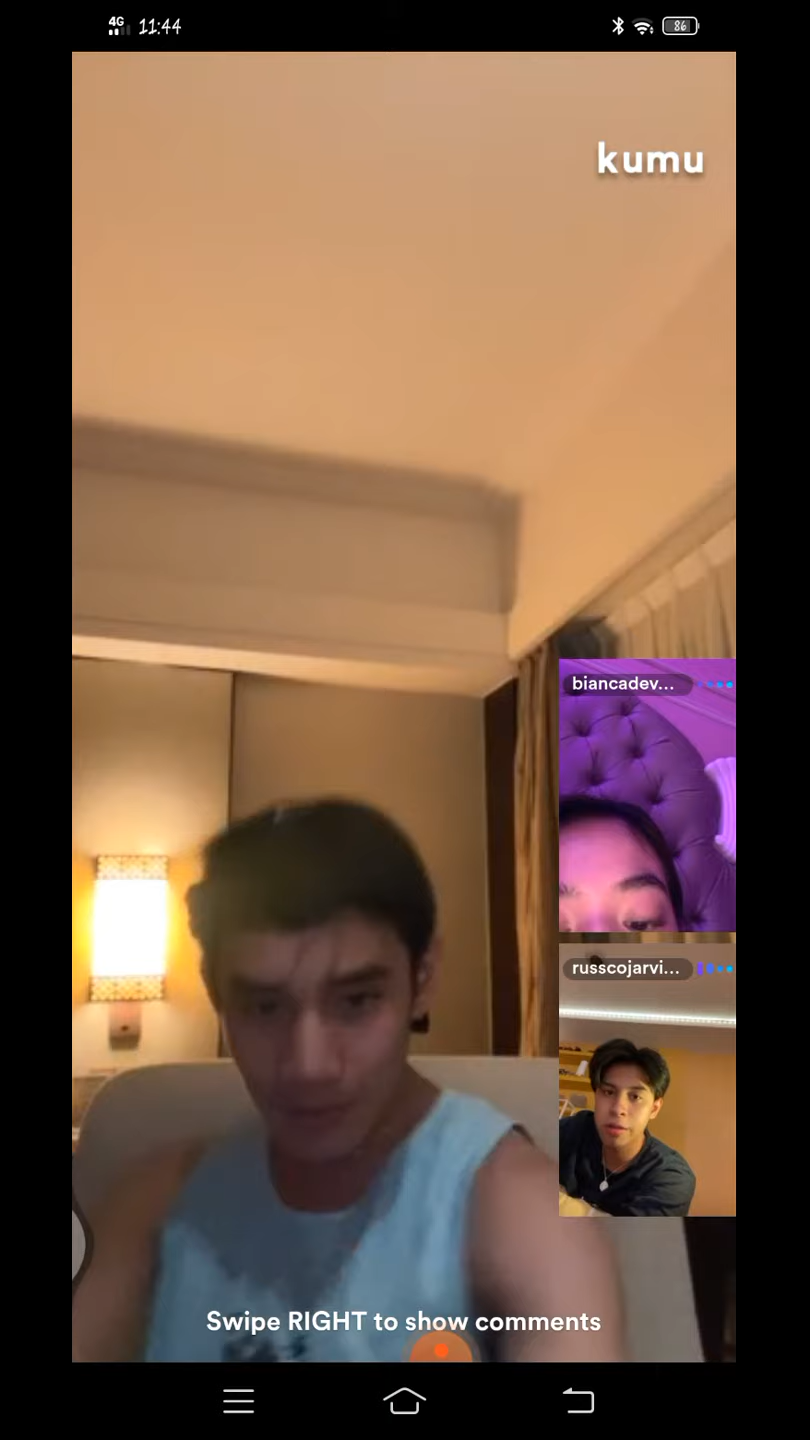 4G 11:44 86
kumu
biancadev...
russcojarvi...
Swipe RIGHT to show comments